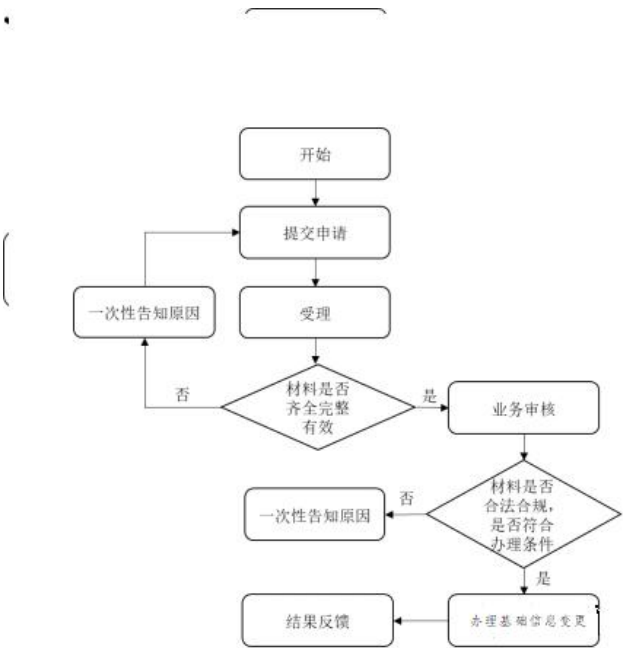 开始
提交申请
一次性告知原因
受理
否
材料是否
齐全完整
有效
是
业务审核
一次性告知原因
否
材料是否
合法合规，
是否符合
办理条件
是
结果反馈
办理基础信息变更